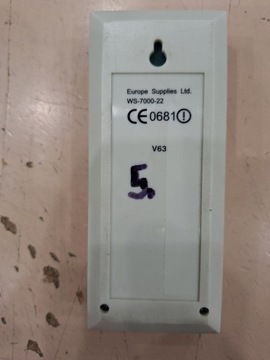 Europe Supplies Ltd.
WS-7000-22
CE0681!
V63
5.